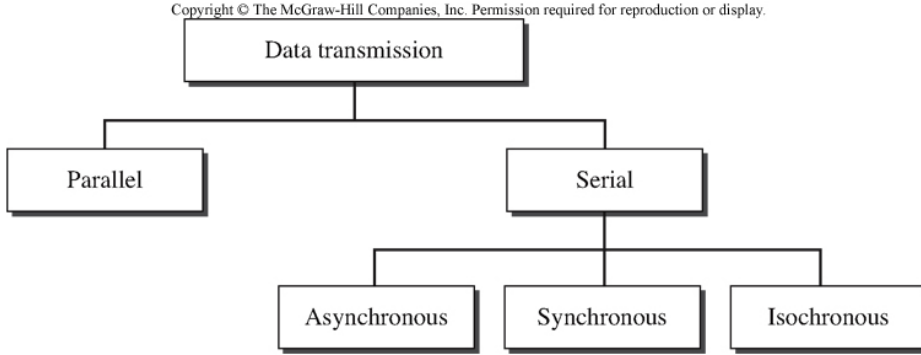 Copyright © The McGraw-Hill Companies, Inc. Permission required for reproduction or display.
Data transmission
Parallel
Serial
Asynchronous
Synchronous
Isochronous